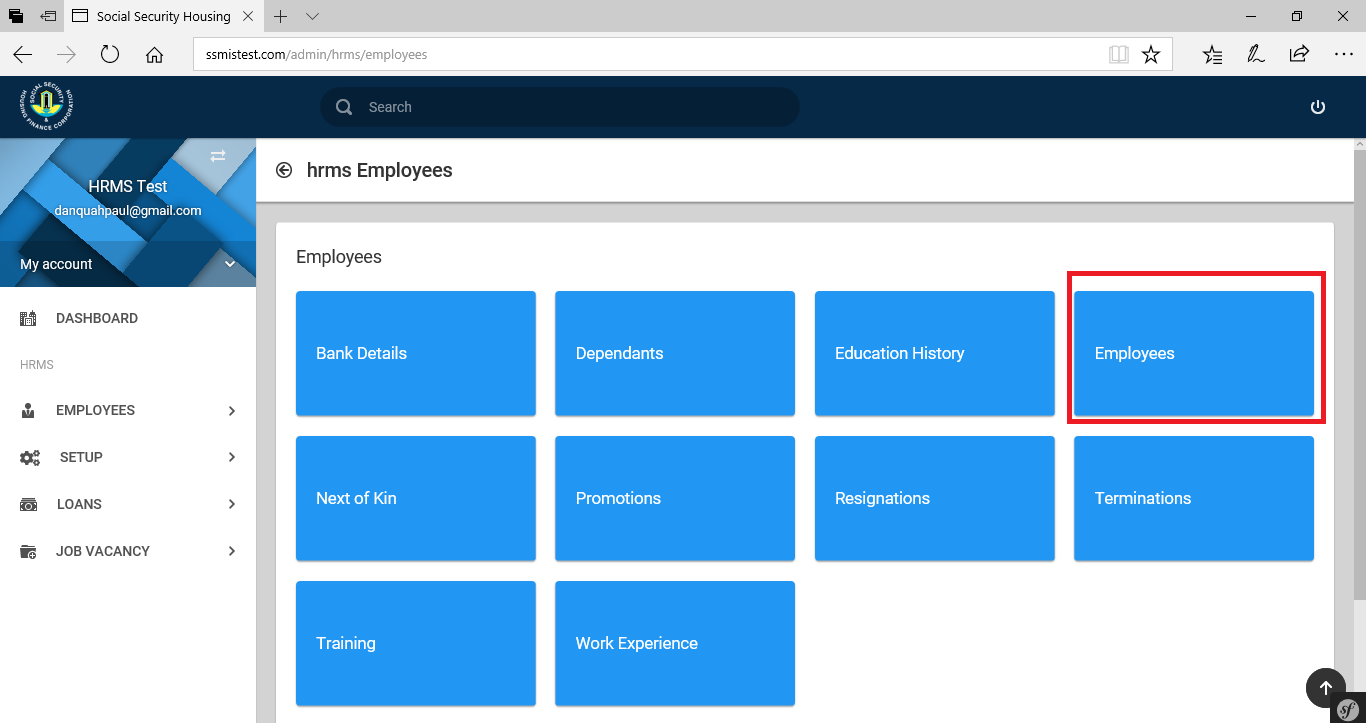 Social Security Housing
ssmistest.com/admin/hrms/employees
SOCIAL SECURITY
HOUSING FINANCE CORPORATION
&
Search
HRMS Test
danquahpaul@gmail.com
My account
DASHBOARD
HRMS
EMPLOYEES
SETUP
LOANS
JOB VACANCY
hrms Employees
Employees
Bank Details
Dependants
Education History
Employees
Next of Kin
Promotions
Resignations
Terminations
Training
Work Experience
sf